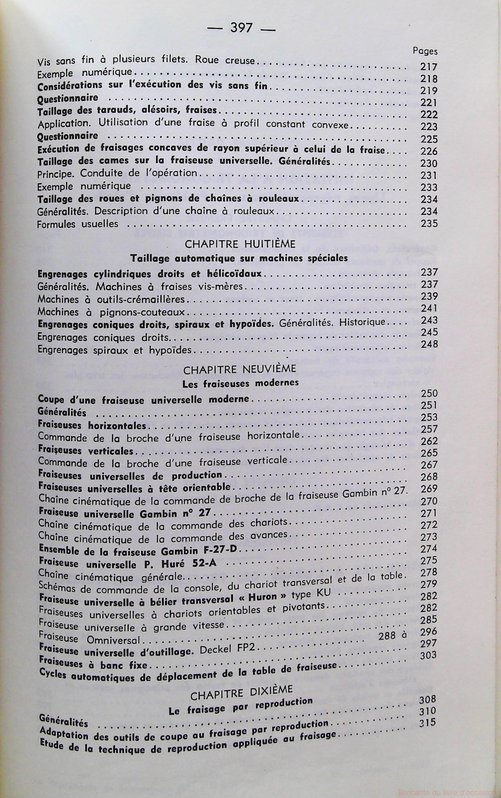 — 397 —
Pages
Vis sans fin à plusieurs filets. Roue creuse 217
Exemple numérique 218
Considérations sur l'exécution des vis sans fin 219
Questionnaire 221
Taillage des tarauds, alésoirs, fraises 222
Application. Utilisation d'une fraise à profil constant convexe 223
Questionnaire 225
Exécution de fraisages concaves de rayon supérieur à celui de la fraise 226
Taillage des cames sur la fraiseuse universelle. Généralités 230
Principe. Conduite de l'opération 231
Exemple numérique 233
Taillage des roues et pignons de chaînes à rouleaux 234
Généralités. Description d'une chaîne à rouleaux 234
Formules usuelles 235
CHAPITRE HUITIÈME
Taillage automatique sur machines spéciales
Engrenages cylindriques droits et hélicoïdaux 237
Généralités. Machines à fraises vis-mères 237
Machines à outils-crémaillères 239
Machines à pignons-couteaux 241
Engrenages coniques droits, spiraux et hypoïdes. Généralités. Historique 243
Engrenages coniques droits 245
Engrenages spiraux et hypoïdes 248
CHAPITRE NEUVIÈME
Les fraiseuses modernes
Coupe d'une fraiseuse universelle moderne 250
Généralités 251
Fraiseuses horizontales 253
Commande de la broche d'une fraiseuse horizontale 257
Fraiseuses verticales 262
Commande de la broche d'une fraiseuse verticale 265
Fraiseuses universelles de production 267
Fraiseuses universelles à tête orientable 268
Chaîne cinématique de la commande de broche de la fraiseuse Gambin n° 27 269
Fraiseuse universelle Gambin n° 27 270
Chaîne cinématique de la commande des chariots 271
Chaîne cinématique de la commande des avances 272
Ensemble de la fraiseuse Gambin F-27-D 273
Fraiseuse universelle P. Huré 52-A 274
Chaîne cinématique générale 275
Schémas de commande de la console, du chariot transversal et de la table 278
Fraiseuse universelle à bélier transversal « Huron » type KU 279
Fraiseuses universelles à chariots orientables et pivotants 282
Fraiseuse universelle à grande vitesse 282
Fraiseuse Omniversal 285
Fraiseuse universelle d'outillage. Deckel FP2 288 à 296
Fraiseuses à banc fixe 297
Cycles automatiques de déplacement de la table de fraiseuse 303
CHAPITRE DIXIÈME
Le fraisage par reproduction
Généralités 308
Adaptation des outils de coupe au fraisage par reproduction 310
Etude de la technique de reproduction appliquée au fraisage 315